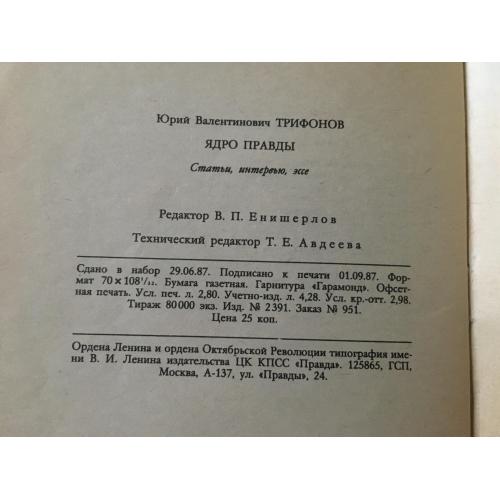 Юрий Валентинович ТРИФОНОВ
ЯДРО ПРАВДЫ
Статьи, интервью, эссе
Редактор В. П. Енишерлов
Технический редактор Т. Е. Авдеева
Сдано в набор 29.06.87. Подписано к печати 01.09.87. Фор-
мат 70×108¹/₃₂. Бумага газетная. Гарнитура «Гарамонд». Офсет-
ная печать. Усл. печ. л. 2,80. Учетно-изд. л. 4,28. Усл. кр.-отт. 2,98.
Тираж 80 000 экз. Изд. № 2391. Заказ № 951.
Цена 25 коп.
Ордена Ленина и ордена Октябрьской Революции типография име-
ни В. И. Ленина издательства ЦК КПСС «Правда». 125865, ГСП,
Москва, А-137, ул. «Правды», 24.